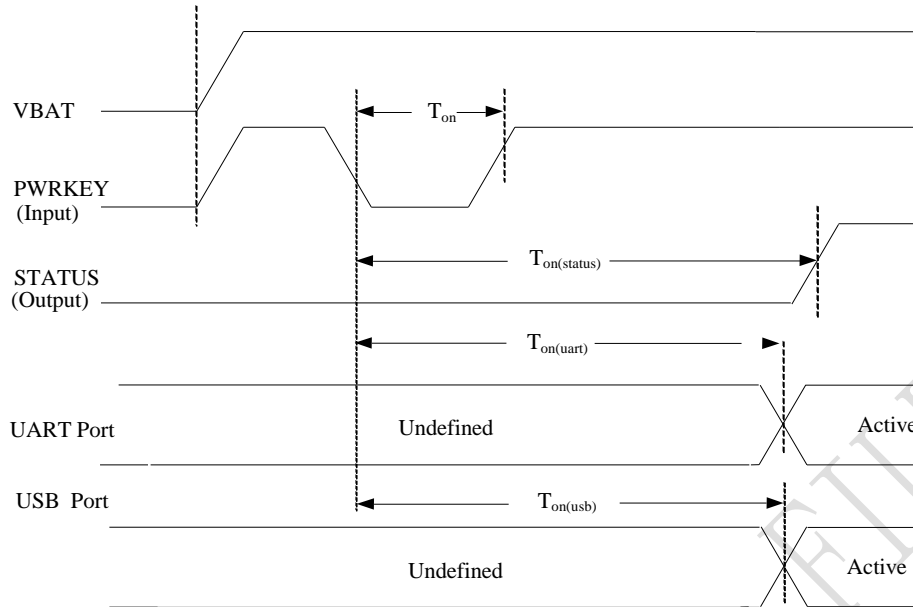 VBAT
T_on
PWRKEY
(Input)
STATUS
(Output)
T_on(status)
T_on(uart)
UART Port
Undefined
Active
USB Port
T_on(usb)
Undefined
Active
FIL